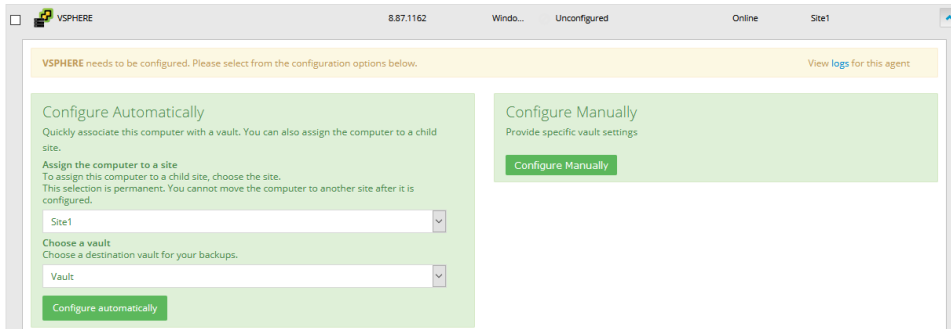 VSPHERE 8.87.1162 Windo... Unconfigured Online Site1
VSPHERE needs to be configured. Please select from the configuration options below. View logs for this agent
Configure Automatically
Quickly associate this computer with a vault. You can also assign the computer to a child
site.
Assign the computer to a site
To assign this computer to a child site, choose the site.
This selection is permanent. You cannot move the computer to another site after it is
configured.
Site1
Choose a vault
Choose a destination vault for your backups.
Vault
Configure automatically
Configure Manually
Provide specific vault settings
Configure Manually